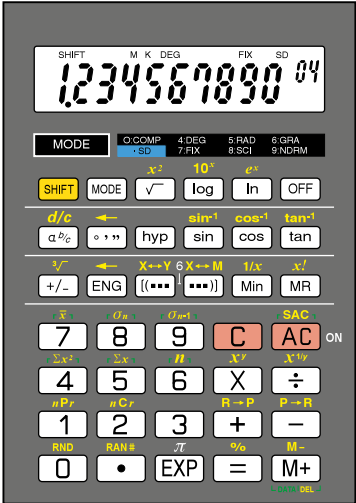 SHIFT M K DEG FIX SD
1.234567890 04
MODE 0:COMP 4:DEG 5:RAD 6:GRA
·SD 7:FIX 8:SCI 9:NDRM
x² 10ˣ eˣ
SHIFT MODE √ log ln OFF
d/c ← sin-1 cos-1 tan-1
a b/c ° ’ ” hyp sin cos tan
³√ ← X↔Y 6 X↔M 1/x x!
+/- ENG [(▪▪▪ ▪▪▪)] Min MR
x̄ σn σn-1 SAC
7 8 9 C AC ON
Σx² Σx n xʸ x1/y
4 5 6 X ÷
nPr nCr R→P P→R
1 2 3 + −
RND RAN# π % M−
0 • EXP = M+
DATA DEL